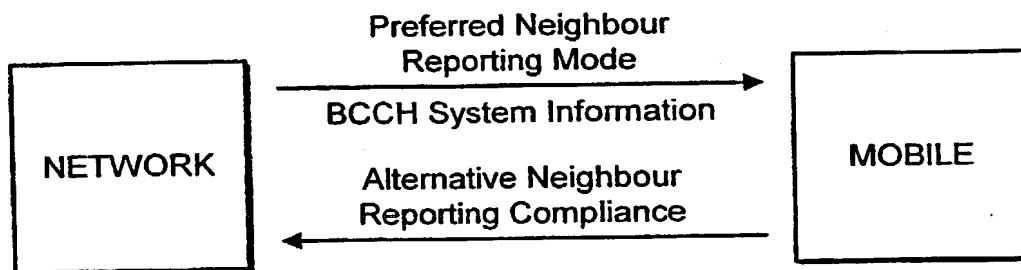 Preferred Neighbour
Reporting Mode
BCCH System Information
NETWORK
MOBILE
Alternative Neighbour
Reporting Compliance